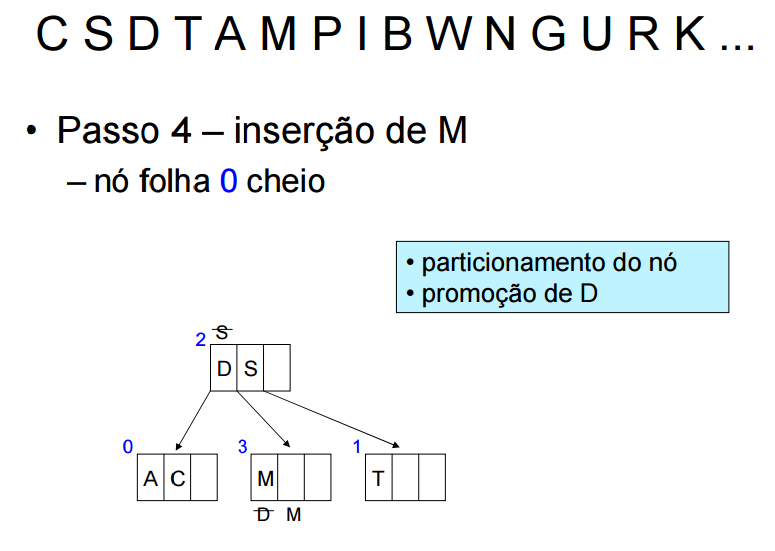 C S D T A M P I B W N G U R K ...
• Passo 4 – inserção de M
– nó folha 0 cheio
• particionamento do nó
• promoção de D
S
2
D S
0 3 1
A C M T
D M